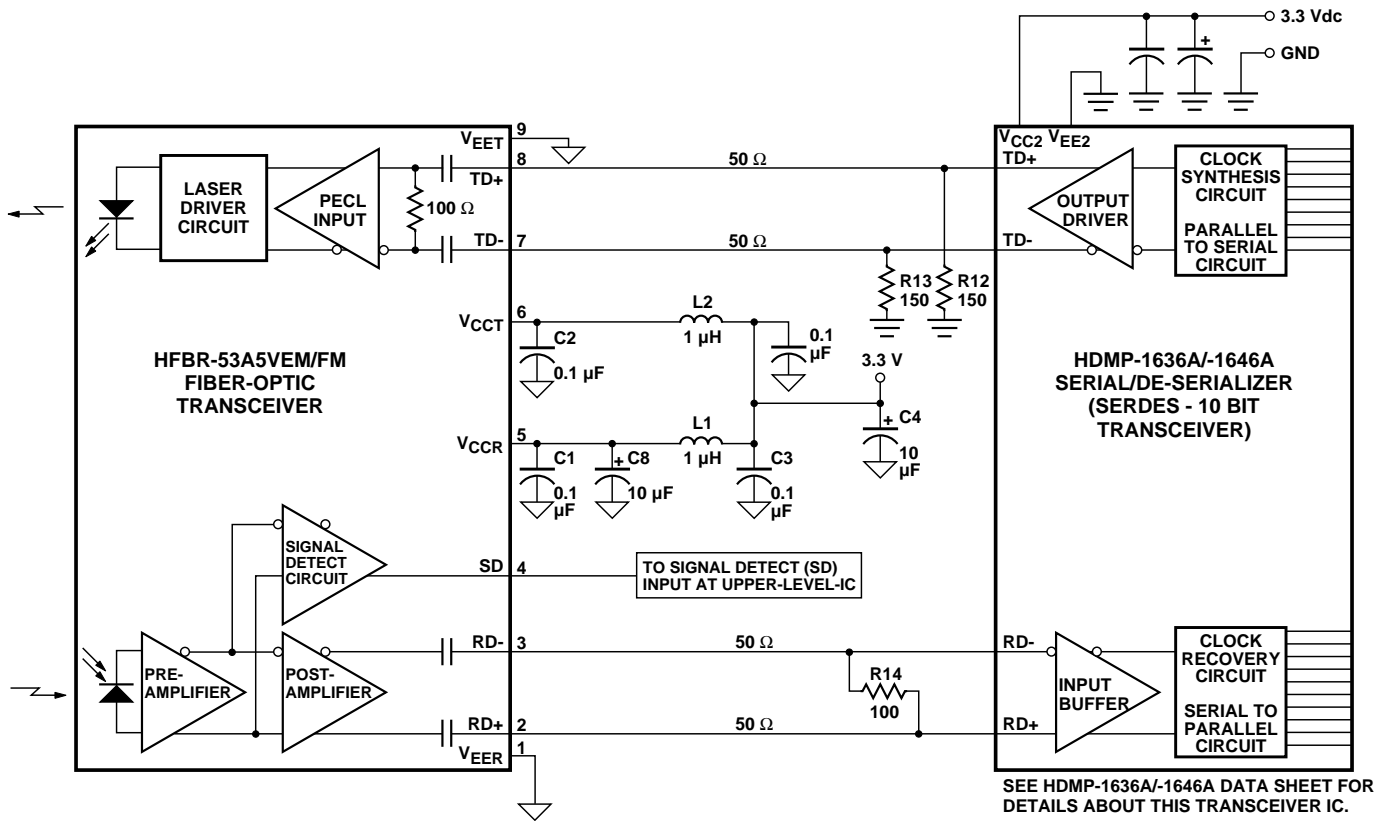 3.3 Vdc
GND
VEET
9
VCC2
VEE2
8
TD+
50 Ω
TD+
LASER
DRIVER
CIRCUIT
PECL
INPUT
100 Ω
OUTPUT
DRIVER
CLOCK
SYNTHESIS
CIRCUIT
PARALLEL
TO SERIAL
CIRCUIT
TD-
7
50 Ω
TD-
R13
150
R12
150
VCCT
6
L2
1 µH
C2
0.1 µF
0.1
µF
3.3 V
HFBR-53A5VEM/FM
FIBER-OPTIC
TRANSCEIVER
HDMP-1636A/-1646A
SERIAL/DE-SERIALIZER
(SERDES - 10 BIT
TRANSCEIVER)
VCCR
5
L1
1 µH
+
C4
10
µF
C1
0.1
µF
+
C8
10 µF
C3
0.1
µF
SIGNAL
DETECT
CIRCUIT
SD
4
TO SIGNAL DETECT (SD)
INPUT AT UPPER-LEVEL-IC
RD-
3
50 Ω
RD-
PRE-
AMPLIFIER
POST-
AMPLIFIER
R14
100
INPUT
BUFFER
CLOCK
RECOVERY
CIRCUIT
SERIAL TO
PARALLEL
CIRCUIT
RD+
2
50 Ω
RD+
VEER
1
+
SEE HDMP-1636A/-1646A DATA SHEET FOR
DETAILS ABOUT THIS TRANSCEIVER IC.